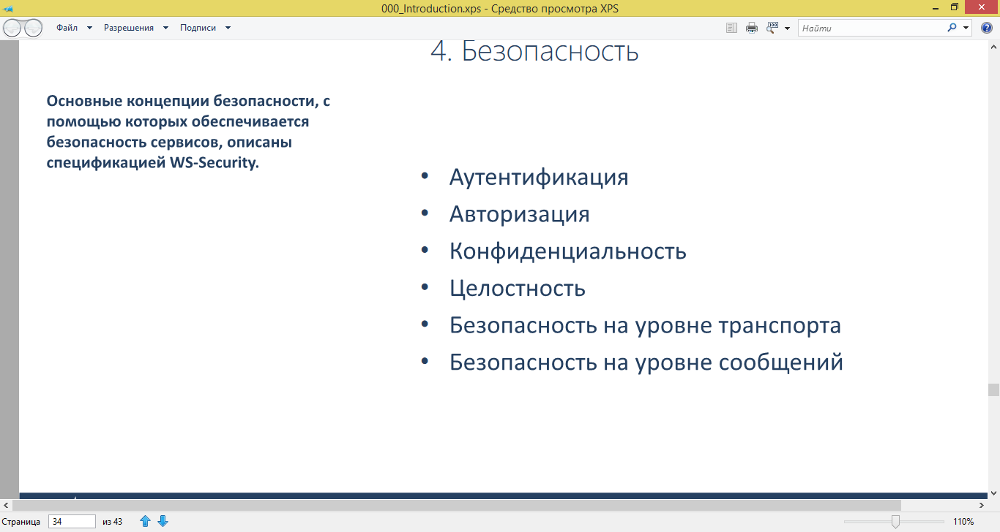 000_Introduction.xps - Средство просмотра XPS
Файл Разрешения Подписи
100
Найти
?
4. Безопасность
Основные концепции безопасности, с
помощью которых обеспечивается
безопасность сервисов, описаны
спецификацией WS-Security.
• Аутентификация
• Авторизация
• Конфиденциальность
• Целостность
• Безопасность на уровне транспорта
• Безопасность на уровне сообщений
Страница 34 из 43
110%